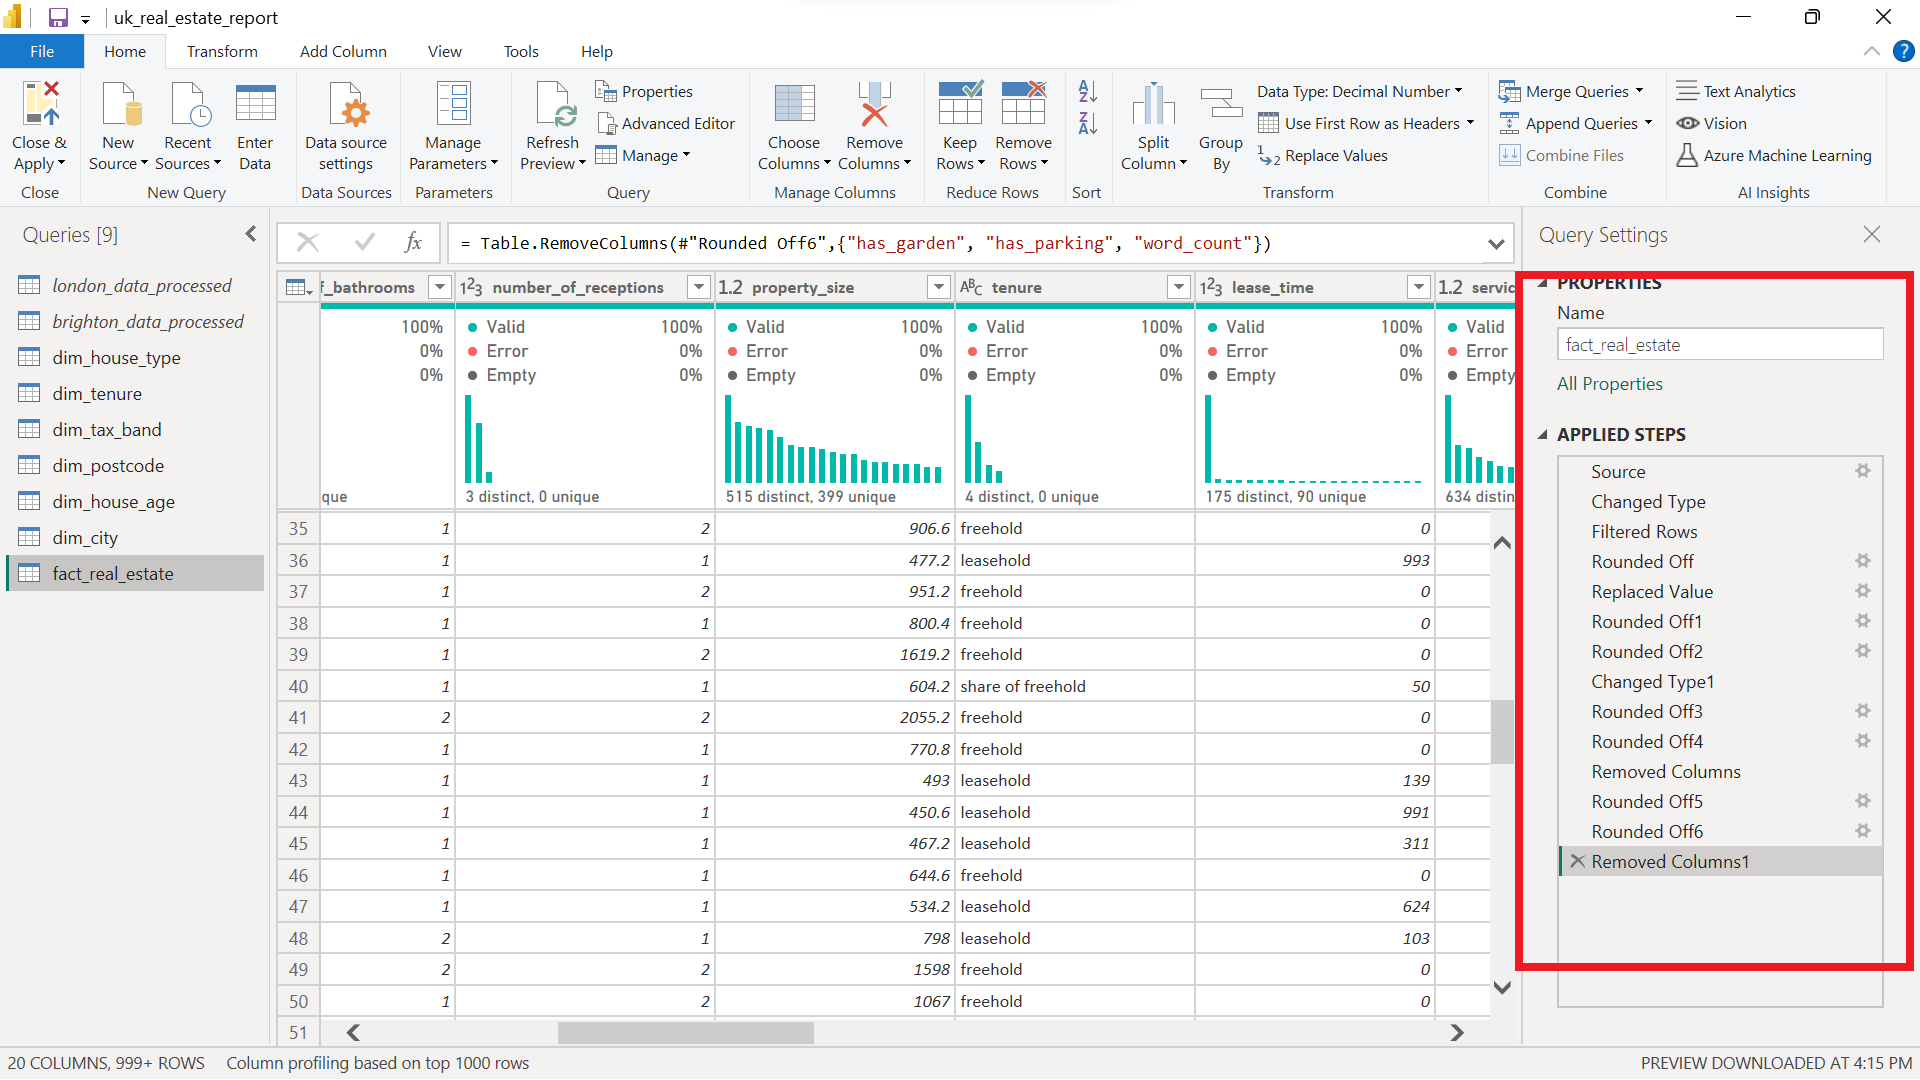 uk_real_estate_report
File Home Transform Add Column View Tools Help
Close & Apply
New Source
Recent Sources
Enter Data
Data source settings
Manage Parameters
Refresh Preview
Properties
Advanced Editor
Manage
Choose Columns
Remove Columns
Keep Rows
Remove Rows
Split Column
Group By
Data Type: Decimal Number
Use First Row as Headers
1 2 Replace Values
Merge Queries
Append Queries
Combine Files
Text Analytics
Vision
Azure Machine Learning
Close New Query Data Sources Parameters Query Manage Columns Reduce Rows Sort Transform Combine AI Insights
Queries [9]
london_data_processed
brighton_data_processed
dim_house_type
dim_tenure
dim_tax_band
dim_postcode
dim_house_age
dim_city
fact_real_estate
fx = Table.RemoveColumns(#"Rounded Off6",{"has_garden", "has_parking", "word_count"})
f_bathrooms 123 number_of_receptions 1.2 property_size ABC tenure 123 lease_time 1.2 servic
100% Valid 100% Valid 100% Valid 100% Valid 100% Valid
0% Error 0% Error 0% Error 0% Error 0% Error
0% Empty 0% Empty 0% Empty 0% Empty 0% Empty
que 3 distinct, 0 unique 515 distinct, 399 unique 4 distinct, 0 unique 175 distinct, 90 unique 634 distin
35 1 2 906.6 freehold 0
36 1 1 477.2 leasehold 993
37 1 2 951.2 freehold 0
38 1 1 800.4 freehold 0
39 1 2 1619.2 freehold 0
40 1 1 604.2 share of freehold 50
41 2 2 2055.2 freehold 0
42 1 1 770.8 freehold 0
43 1 1 493 leasehold 139
44 1 1 450.6 leasehold 991
45 1 1 467.2 leasehold 311
46 1 1 644.6 freehold 0
47 1 1 534.2 leasehold 624
48 2 1 798 leasehold 103
49 2 2 1598 freehold 0
50 1 2 1067 freehold 0
51
Query Settings
PROPERTIES
Name
fact_real_estate
All Properties
APPLIED STEPS
Source
Changed Type
Filtered Rows
Rounded Off
Replaced Value
Rounded Off1
Rounded Off2
Changed Type1
Rounded Off3
Rounded Off4
Removed Columns
Rounded Off5
Rounded Off6
Removed Columns1
20 COLUMNS, 999+ ROWS Column profiling based on top 1000 rows PREVIEW DOWNLOADED AT 4:15 PM